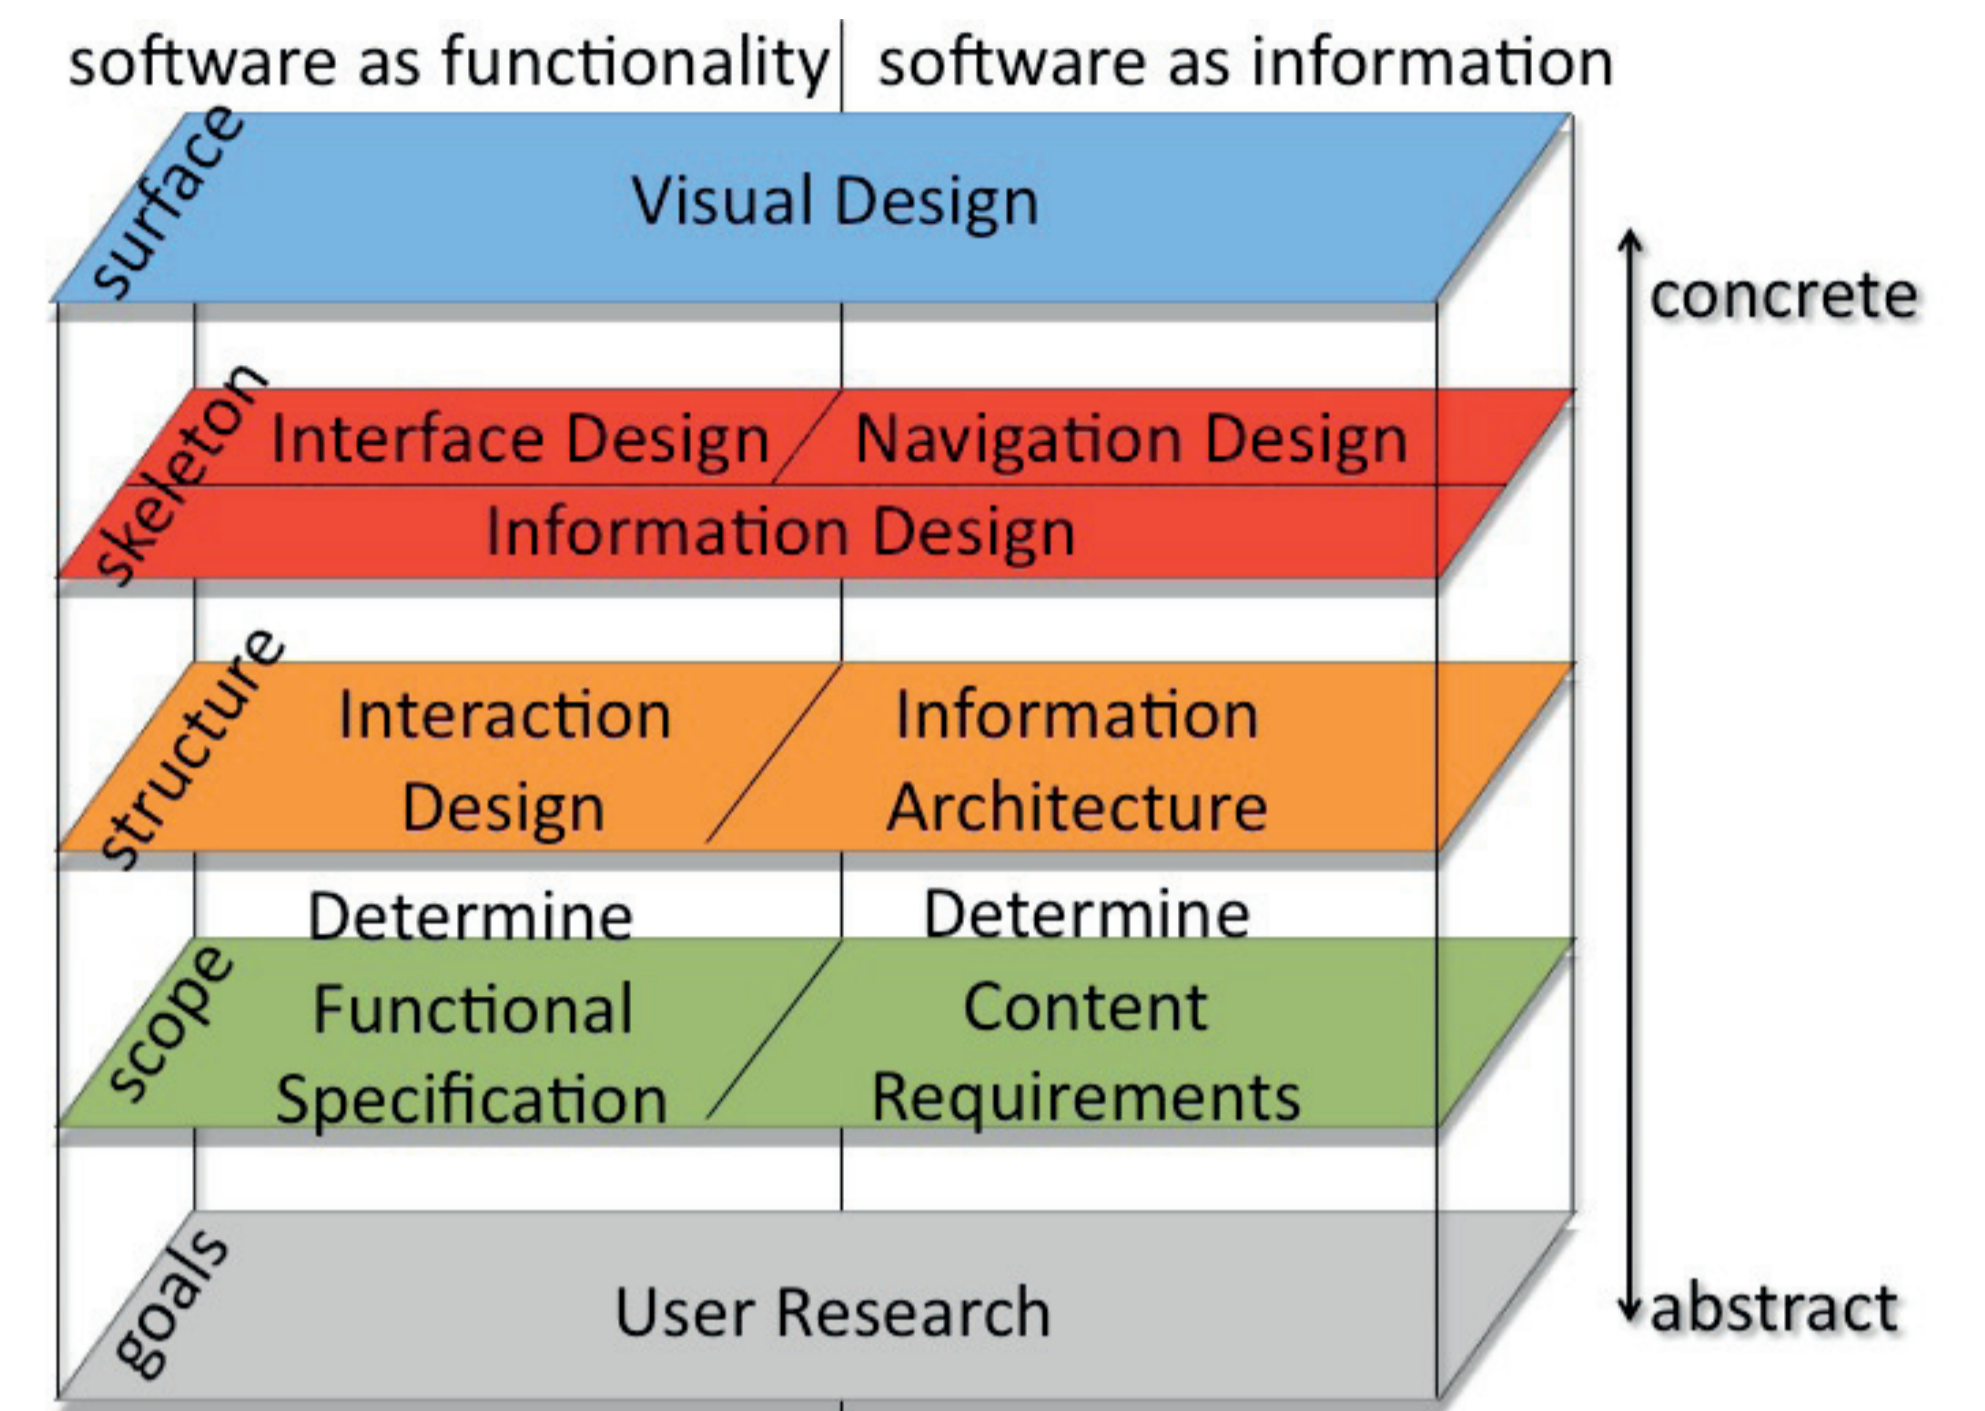 software as functionality
software as information
surface
Visual Design
concrete
skeleton
Interface Design
Navigation Design
Information Design
structure
Interaction
Design
Information
Architecture
scope
Determine
Functional
Specification
Determine
Content
Requirements
goals
User Research
abstract